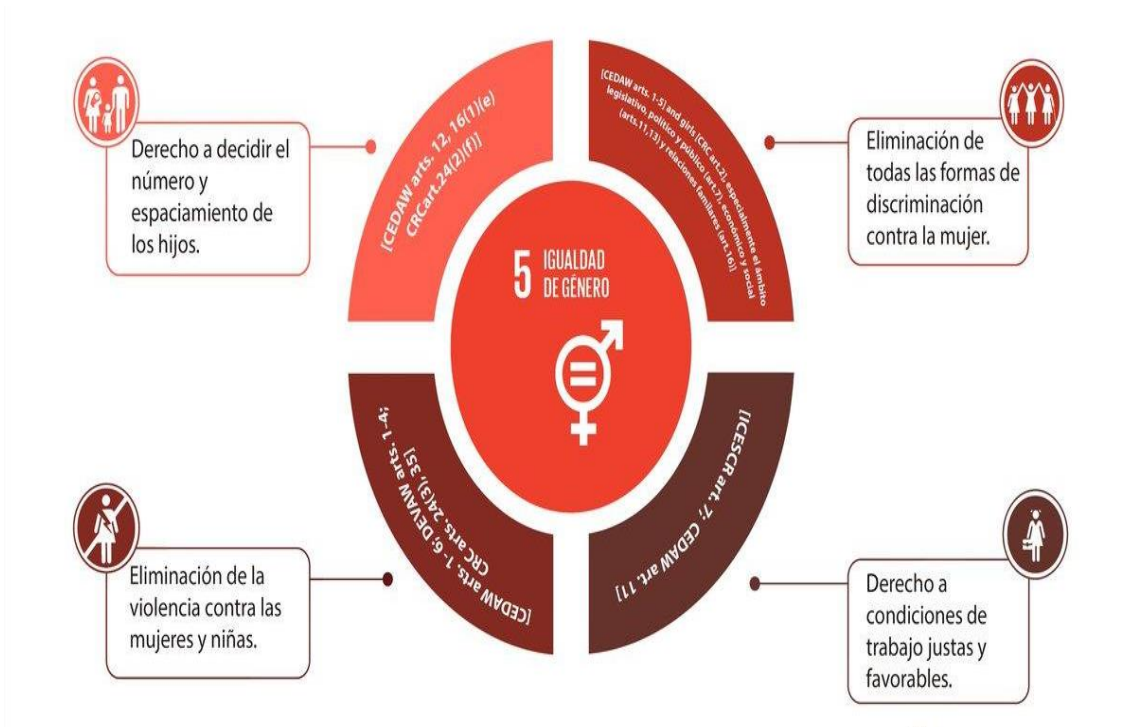 Derecho a decidir el
número y
espaciamiento de
los hijos.
[CEDAW arts. 12, 16(1)(e)
CRCart.24(2)(f)]
[CEDAW arts. 1-5] and girls [CRC art.2], especialmente el ámbito
legislativo, político y público (art.7), económico y social
(arts.11,13) y relaciones familares (art.16)]
Eliminación de
todas las formas de
discriminación
contra la mujer.
5 IGUALDAD
DE GÉNERO
Eliminación de la
violencia contra las
mujeres y niñas.
[CEDAW arts. 1- 6; DEVAW arts. 1-4;
CRC arts. 24(3), 35]
[ICESCR art. 7; CEDAW art. 11]
Derecho a
condiciones de
trabajo justas y
favorables.